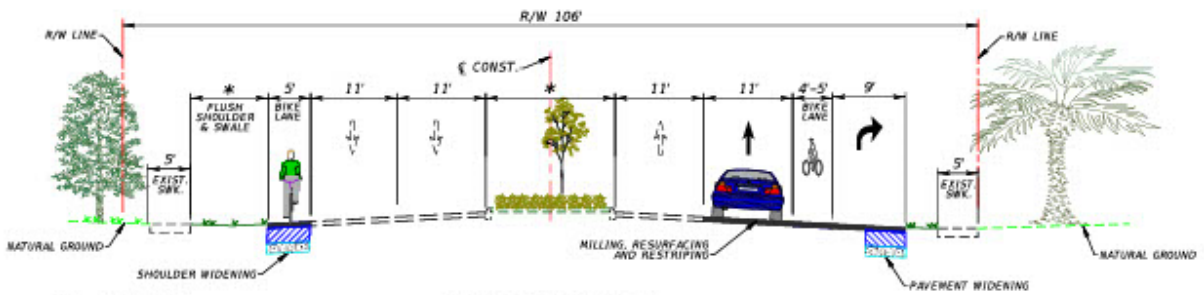 R/W 106'
R/W LINE
R/W LINE
℄ CONST.
*
5'
11'
11'
*
11'
11'
4'-5'
9'
FLUSH
SHOULDER
& SWALE
BIKE
LANE
BIKE
LANE
5'
EXIST.
SWK.
5'
EXIST.
SWK.
NATURAL GROUND
SHOULDER WIDENING
MILLING, RESURFACING
AND RESTRIPING
PAVEMENT WIDENING
NATURAL GROUND